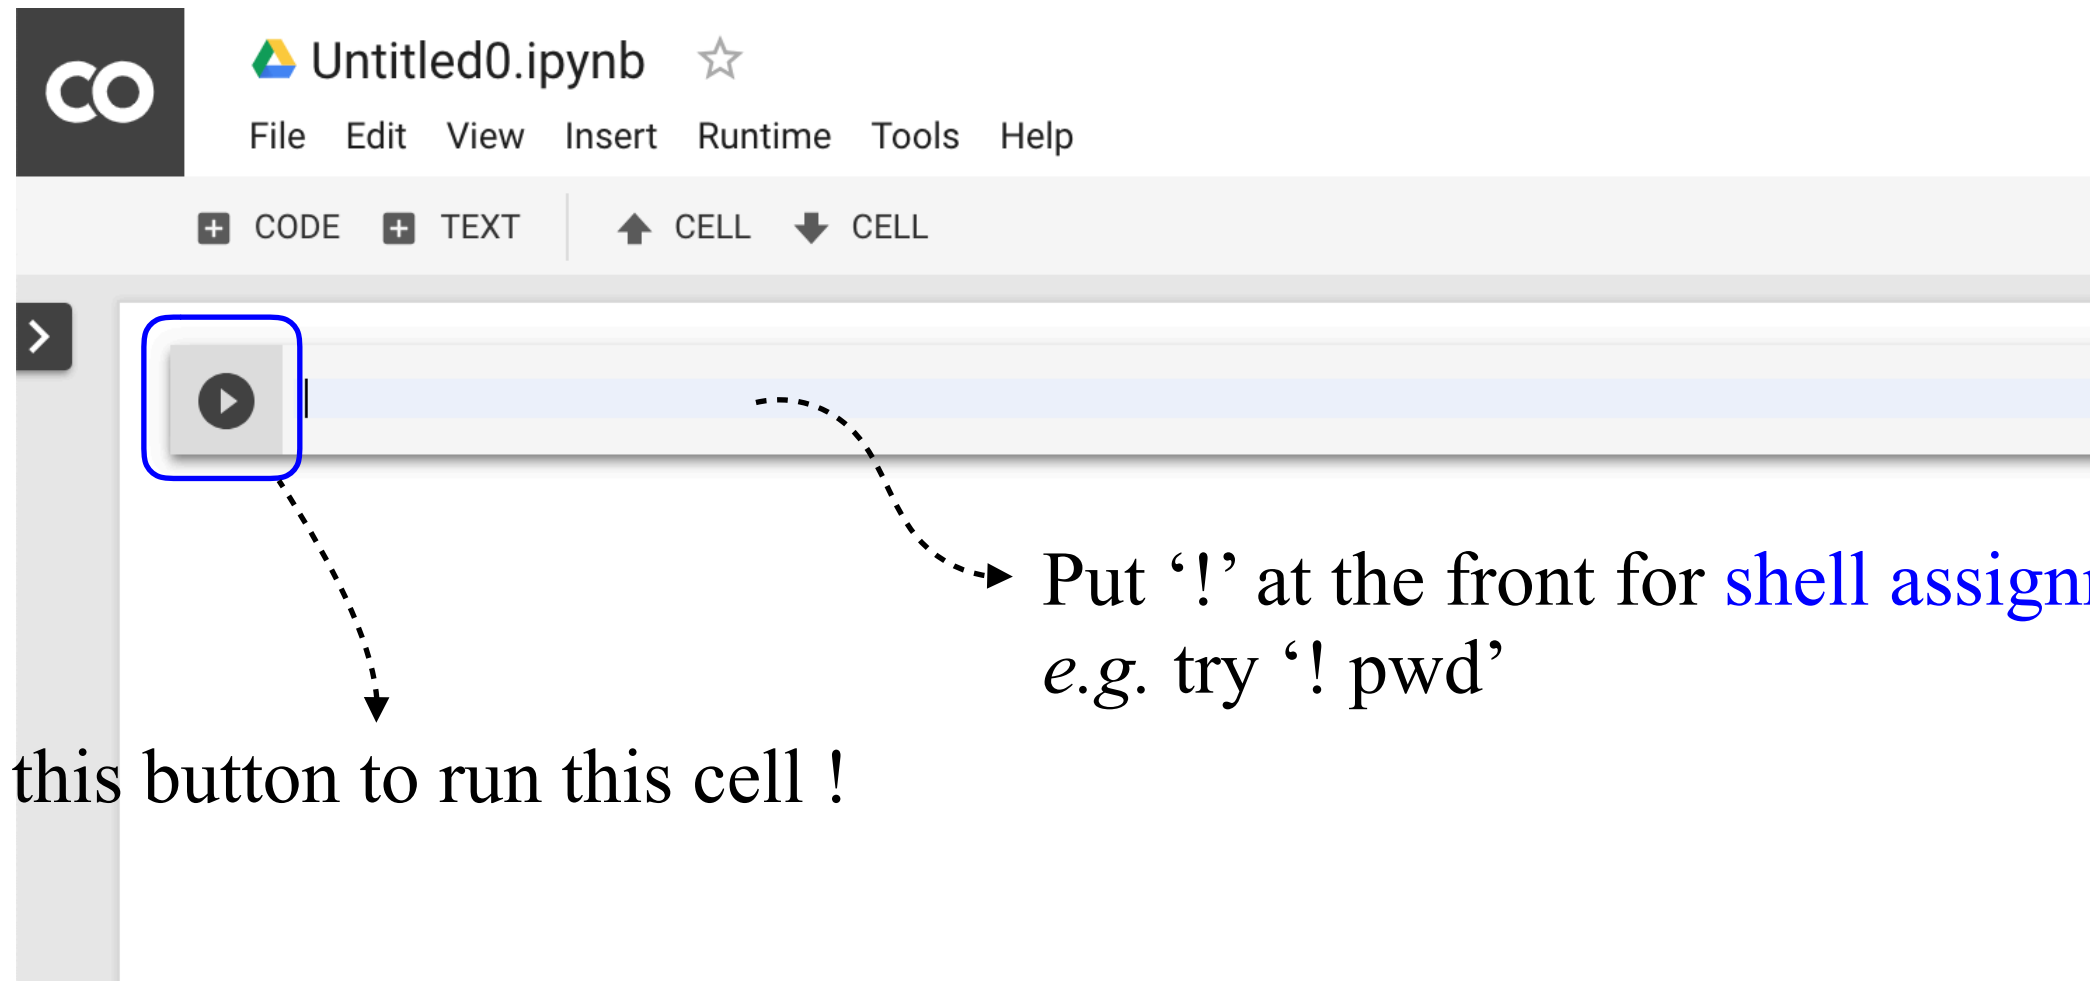 CO
Untitled0.ipynb
File Edit View Insert Runtime Tools Help
CODE TEXT CELL CELL
Put ‘!’ at the front for shell
e.g. try ‘! pwd’
this button to run this cell !